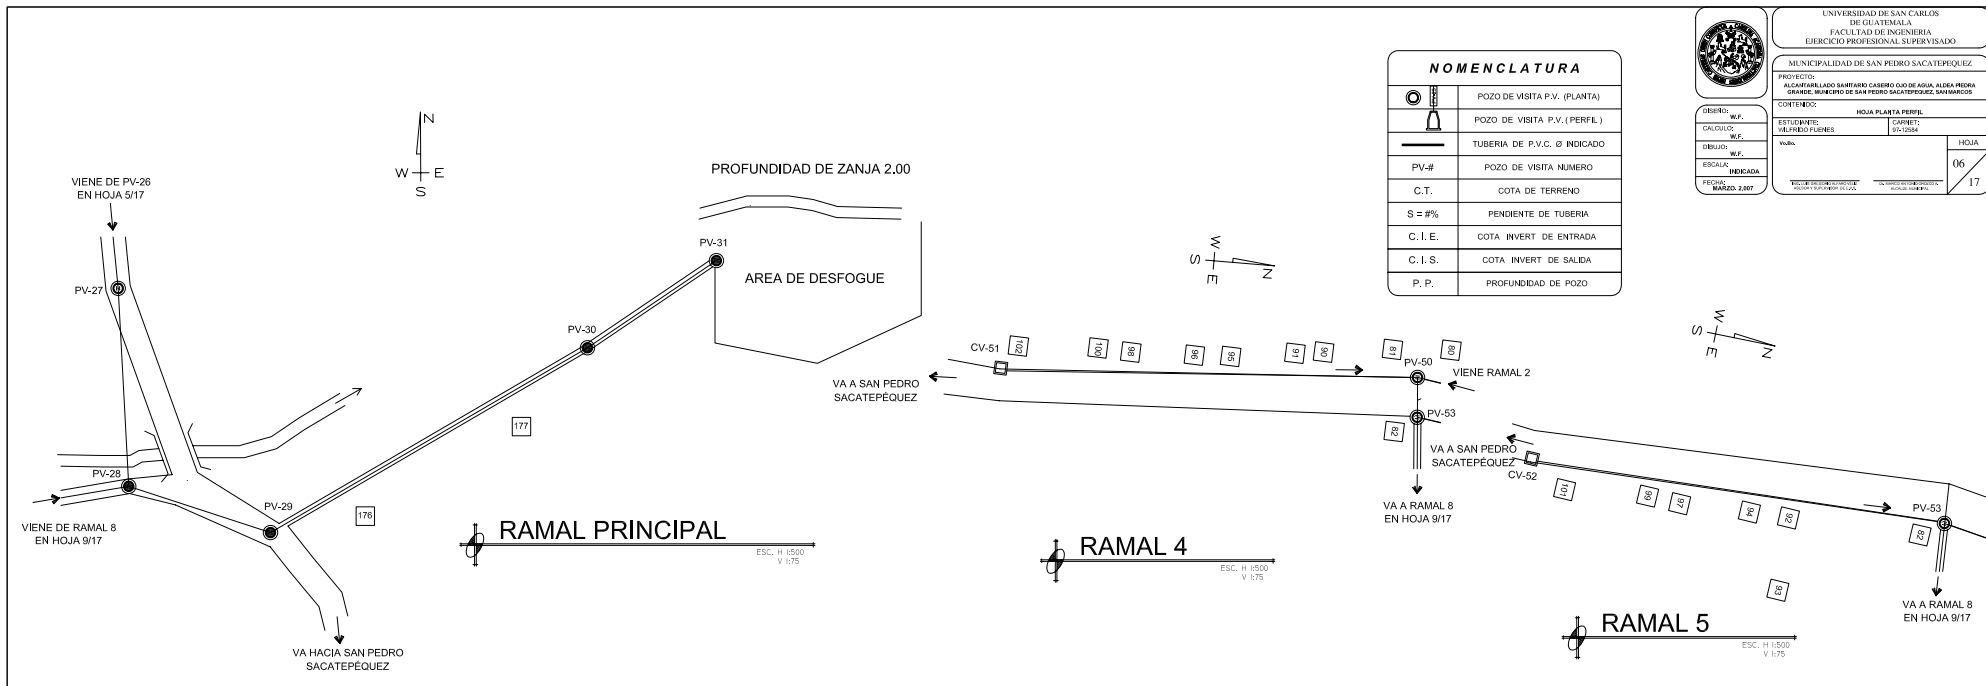 VIENE DE PV-26
EN HOJA 5/17
PV-27
N
W
E
S
PROFUNDIDAD DE ZANJA 2.00
PV-31
AREA DE DESFOGUE
PV-30
177
PV-28
PV-29
176
VIENE DE RAMAL 8
EN HOJA 9/17
VA HACIA SAN PEDRO
SACATEPÉQUEZ
RAMAL PRINCIPAL
ESC. H 1:500
V 1:75
W
S
E
N
CV-51
102
100
98
96
95
91
90
81
80
PV-50
VIENE RAMAL 2
VA A SAN PEDRO
SACATEPÉQUEZ
PV-53
82
VA A RAMAL 8
EN HOJA 9/17
RAMAL 4
ESC. H 1:500
V 1:75
W
S
E
N
VA A SAN PEDRO
SACATEPÉQUEZ
CV-52
101
99
97
94
92
93
PV-53
82
VA A RAMAL 8
EN HOJA 9/17
RAMAL 5
ESC. H 1:500
V 1:75
NOMENCLATURA
POZO DE VISITA P.V. (PLANTA)
POZO DE VISITA P.V. ( PERFIL )
TUBERIA DE P.V.C. Ø INDICADO
PV-# POZO DE VISITA NUMERO
C.T. COTA DE TERRENO
S = #% PENDIENTE DE TUBERIA
C. I. E. COTA INVERT DE ENTRADA
C. I. S. COTA INVERT DE SALIDA
P. P. PROFUNDIDAD DE POZO
UNIVERSIDAD DE SAN CARLOS
DE GUATEMALA
FACULTAD DE INGENIERIA
EJERCICIO PROFESIONAL SUPERVISADO
MUNICIPALIDAD DE SAN PEDRO SACATEPEQUEZ
PROYECTO:
ALCANTARILLADO SANITARIO CASERIO OJO DE AGUA, ALDEA PIEDRA
GRANDE, MUNICIPIO DE SAN PEDRO SACATEPEQUEZ, SAN MARCOS
CONTENIDO:
HOJA PLANTA PERFIL
ESTUDIANTE:
WILFRIDO FUENES
CARNET:
97-12584
Vo.Bo.
HOJA
06
17
DISEÑO:
W.F.
CALCULO:
W.F.
DIBUJO:
W.F.
ESCALA:
INDICADA
FECHA:
MARZO. 2,007